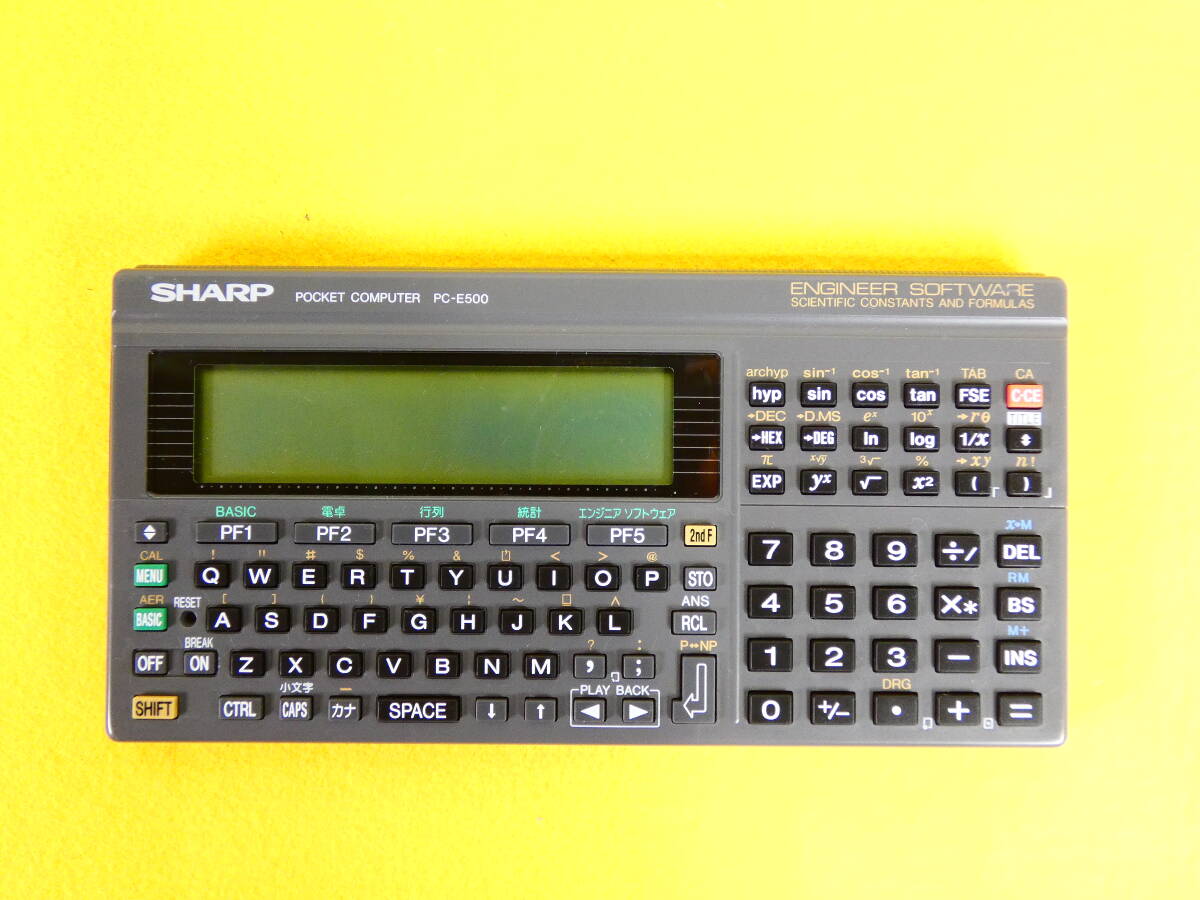 SHARP POCKET COMPUTER PC-E500
ENGINEER SOFTWARE
SCIENTIFIC CONSTANTS AND FORMULAS
archyp sin⁻¹ cos⁻¹ tan⁻¹ TAB CA
hyp sin cos tan FSE C·CE
→DEC →D.MS eˣ 10ˣ →rθ TITLE
→HEX →DEG ln log 1/x
π ˣ√y ³√ % →xy n!
EXP yˣ √ x² ( )
BASIC 電卓 行列 統計 エンジニア ソフトウェア
PF1 PF2 PF3 PF4 PF5 2nd F
CAL ! " # $ % & < > @
MENU Q W E R T Y U I O P STO
AER RESET [ ] { } ¥ ¦ ~ ^ ANS
BASIC A S D F G H J K L RCL
BREAK ? : P↔NP
OFF ON Z X C V B N M , ;
小文字 PLAY BACK
SHIFT CTRL CAPS カナ SPACE ↓ ↑ ◀ ▶
x→M
7 8 9 ÷/ DEL
RM
4 5 6 ×* BS
M+
1 2 3 − INS
DRG
0 +/− · + =